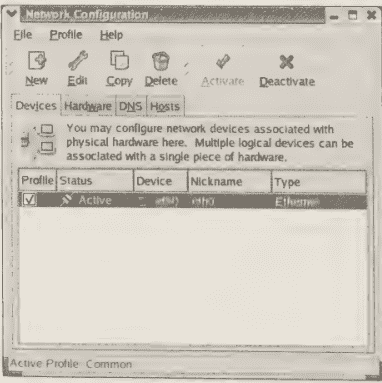 Network Configuration
File Profile Help
New Edit Copy Delete Activate Deactivate
Devices Hardware DNS Hosts
You may configure network devices associated with
physical hardware here. Multiple logical devices can be
associated with a single piece of hardware.
Profile Status Device Nickname Type
Active eth0 eth0 Ethernet
Active Profile: Common